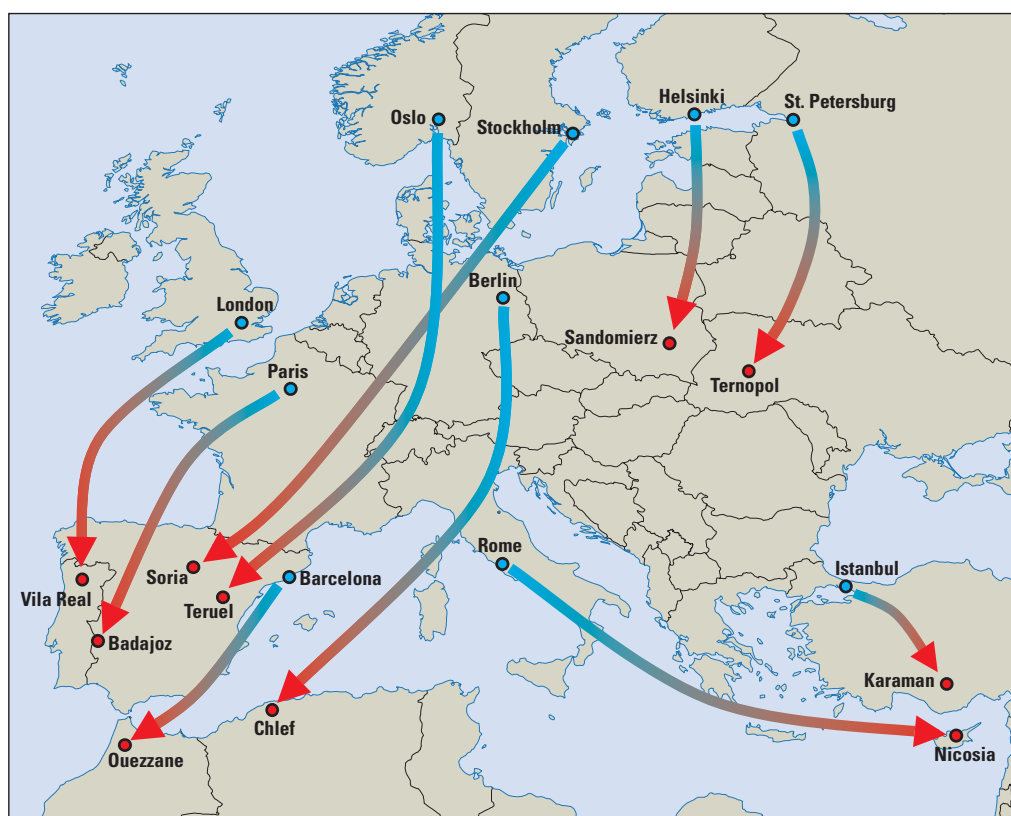 Helsinki
St. Petersburg
Oslo
Stockholm
Berlin
London
Sandomierz
Paris
Ternopol
Rome
Istanbul
Soria
Barcelona
Vila Real
Teruel
Badajoz
Karaman
Chlef
Ouezzane
Nicosia